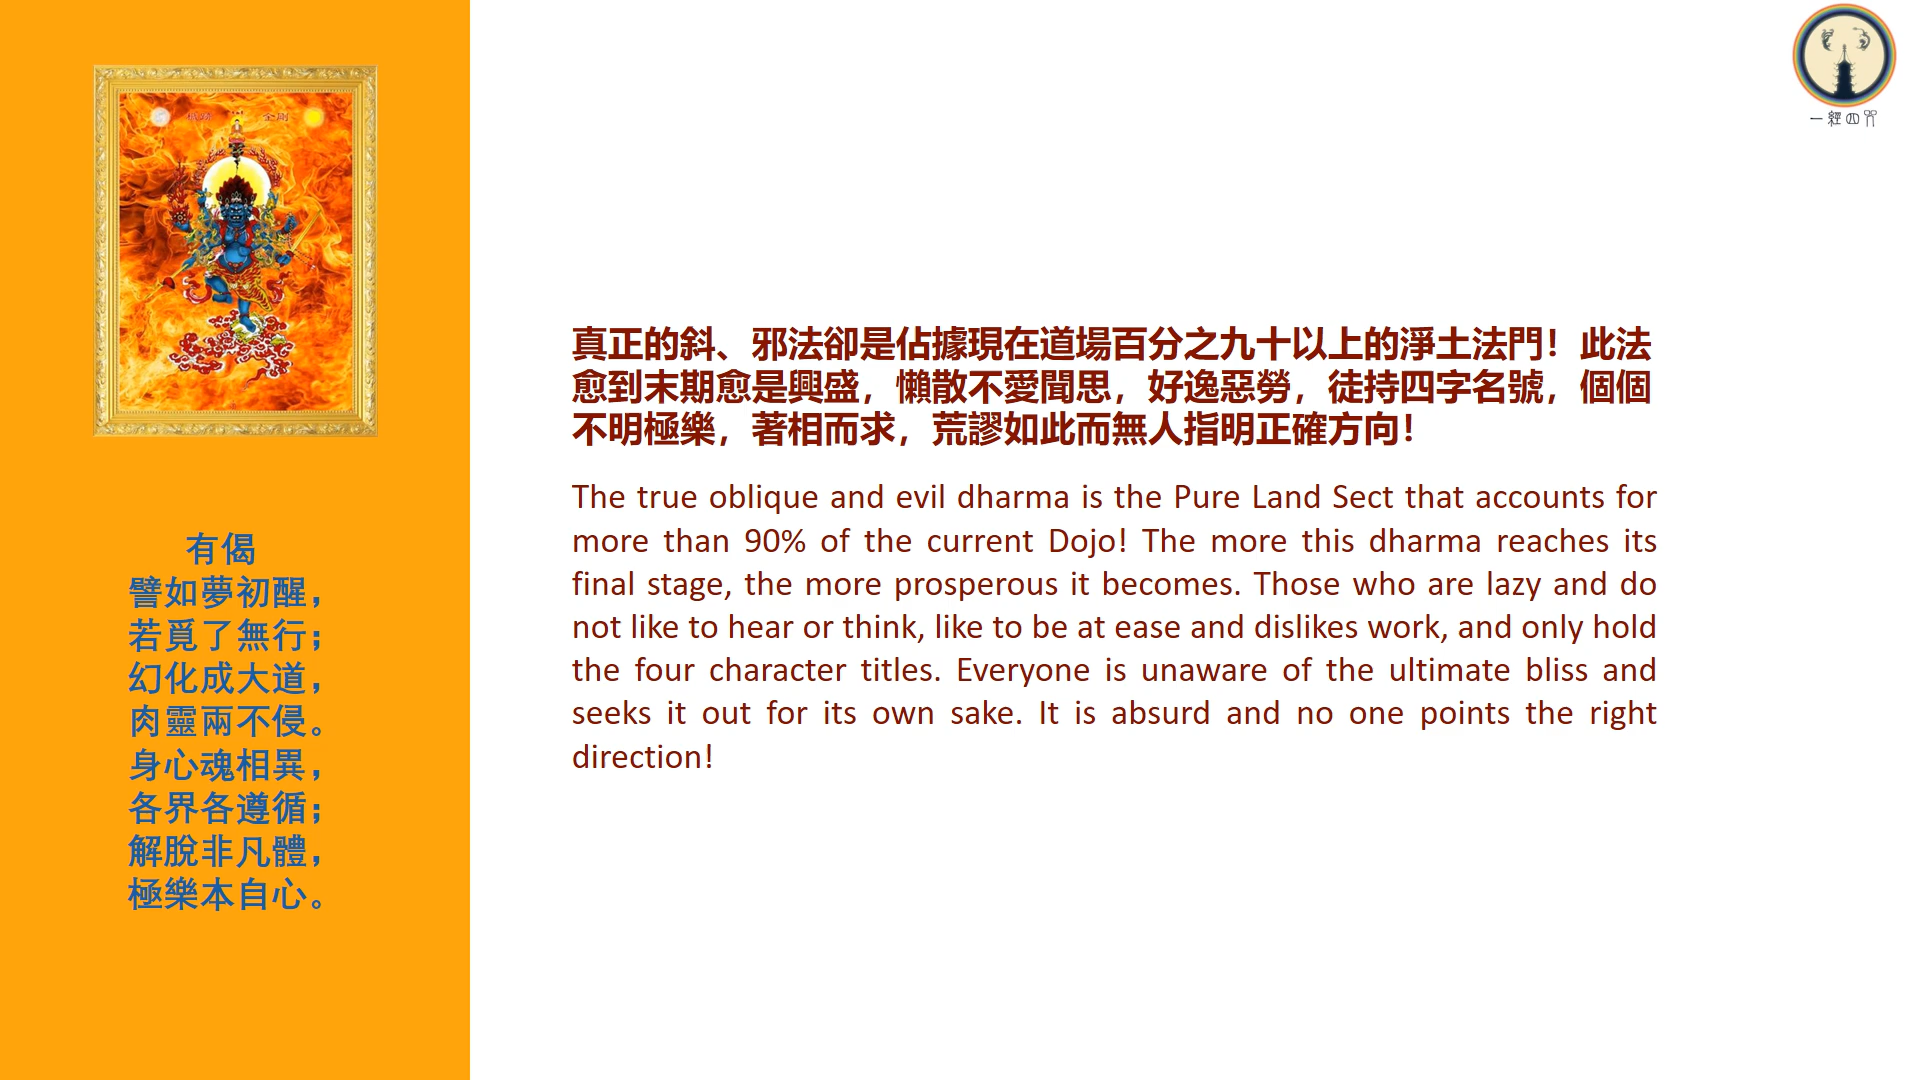 金剛
有偈
譬如夢初醒，
若覓了無行；
幻化成大道，
肉靈兩不侵。
身心魂相異，
各界各遵循；
解脫非凡體，
極樂本自心。
一經四咒
真正的斜、邪法卻是佔據現在道場百分之九十以上的淨土法門！此法
愈到末期愈是興盛，懶散不愛聞思，好逸惡勞，徒持四字名號，個個
不明極樂，著相而求，荒謬如此而無人指明正確方向！
The true oblique and evil dharma is the Pure Land Sect that accounts for
more than 90% of the current Dojo! The more this dharma reaches its
final stage, the more prosperous it becomes. Those who are lazy and do
not like to hear or think, like to be at ease and dislikes work, and only hold
the four character titles. Everyone is unaware of the ultimate bliss and
seeks it out for its own sake. It is absurd and no one points the right
direction!